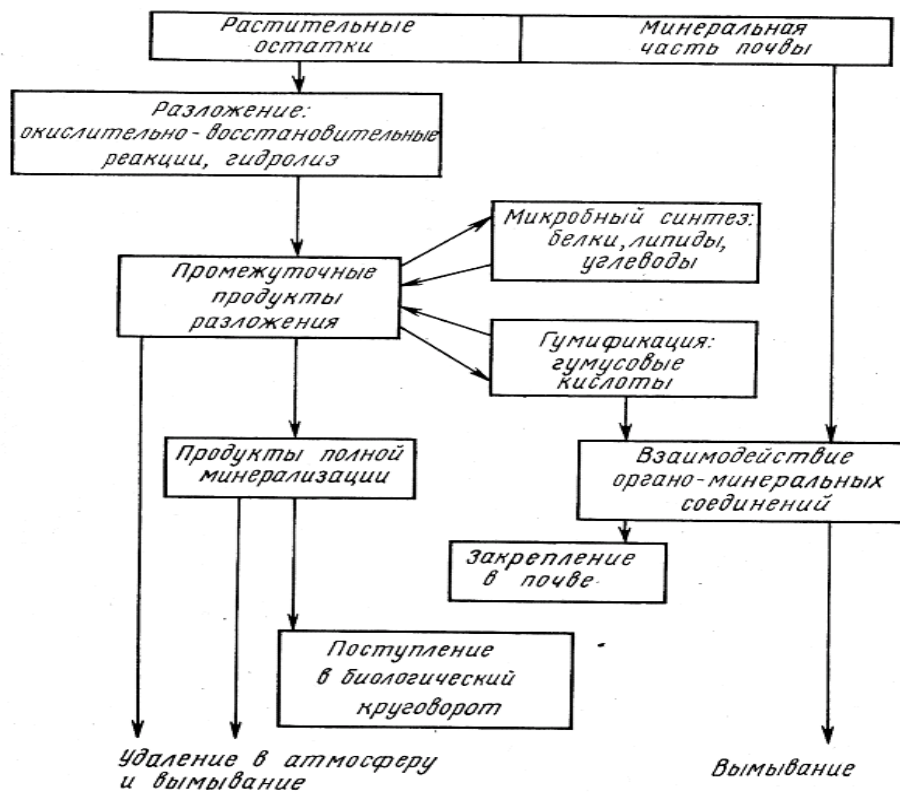 Растительные
остатки
Минеральная
часть почвы
Разложение:
окислительно-восстановительные
реакции, гидролиз
Микробный синтез:
белки, липиды,
углеводы
Промежуточные
продукты
разложения
Гумификация:
гумусовые
кислоты
Продукты полной
минерализации
Взаимодействие
органо-минеральных
соединений
Закрепление
в почве
Поступление
в биологический
круговорот
Удаление в атмосферу
и вымывание
Вымывание